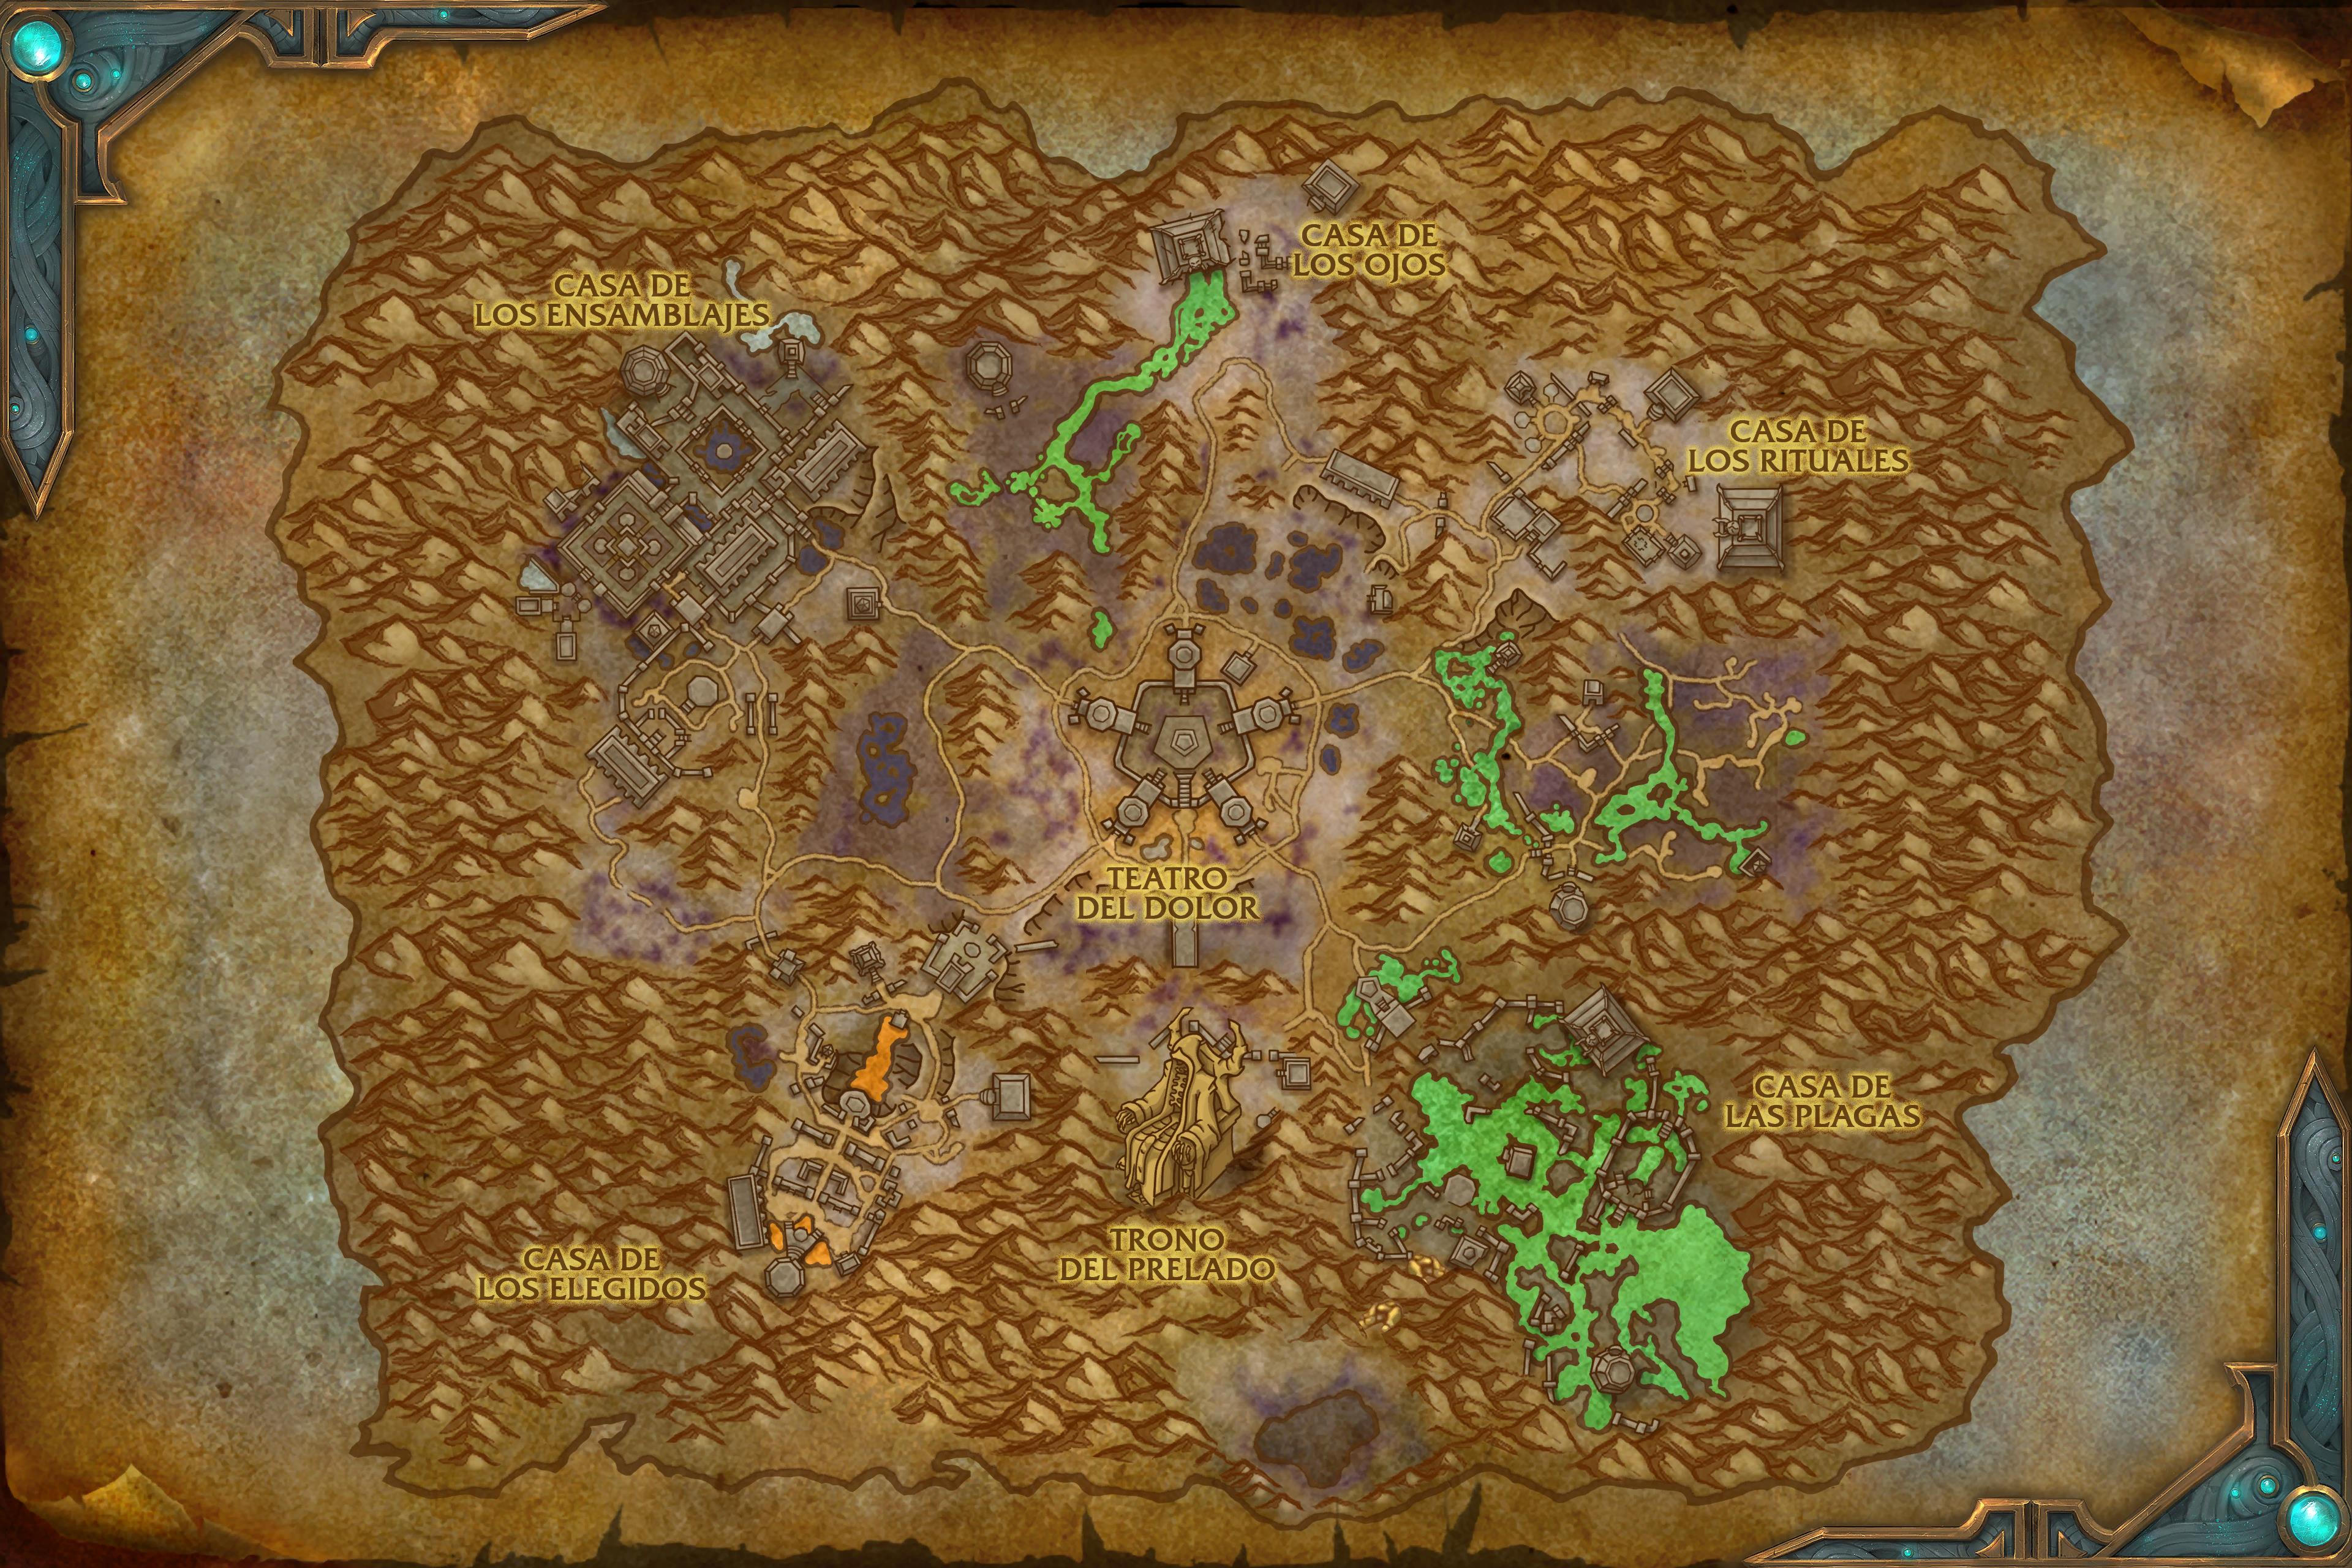 CASA DE
LOS OJOS
CASA DE
LOS ENSAMBLAJES
CASA DE
LOS RITUALES
TEATRO
DEL DOLOR
CASA DE
LAS PLAGAS
TRONO
DEL PRELADO
CASA DE
LOS ELEGIDOS